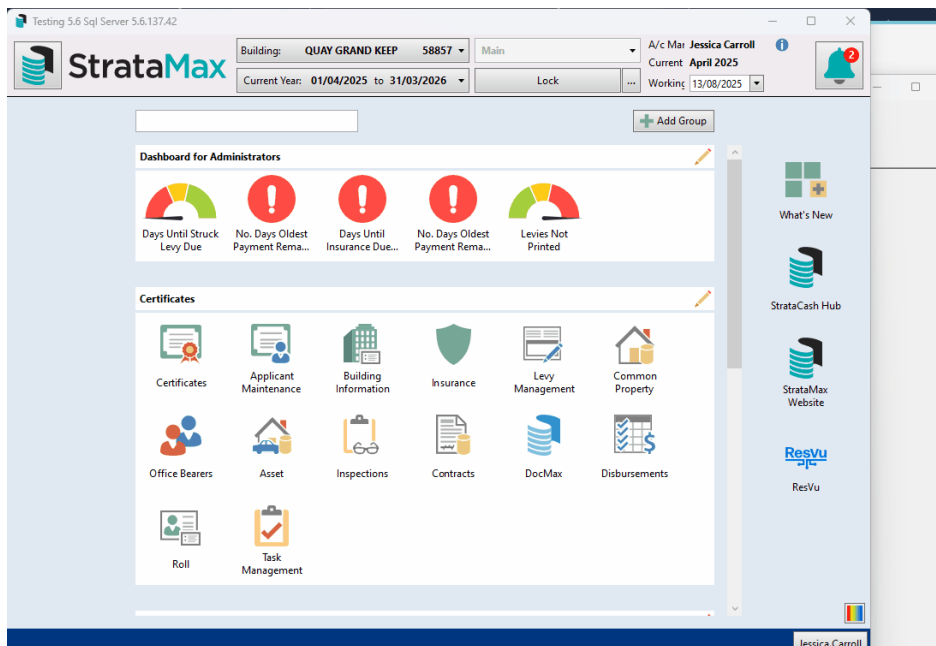 Testing 5.6 Sql Server 5.6.137.42
StrataMax
Building: QUAY GRAND KEEP 58857
Main
A/c Mar Jessica Carroll
Current Year: 01/04/2025 to 31/03/2026
Lock
...
Current April 2025
Working 13/08/2025
2
Add Group
Dashboard for Administrators
Days Until Struck
Levy Due
No. Days Oldest
Payment Rema...
Days Until
Insurance Due...
No. Days Oldest
Payment Rema...
Levies Not
Printed
What's New
Certificates
StrataCash Hub
Certificates
Applicant
Maintenance
Building
Information
Insurance
Levy
Management
Common
Property
StrataMax
Website
Office Bearers
Asset
Inspections
Contracts
DocMax
Disbursements
ResVu
ResVu
Roll
Task
Management
Jessica Carroll